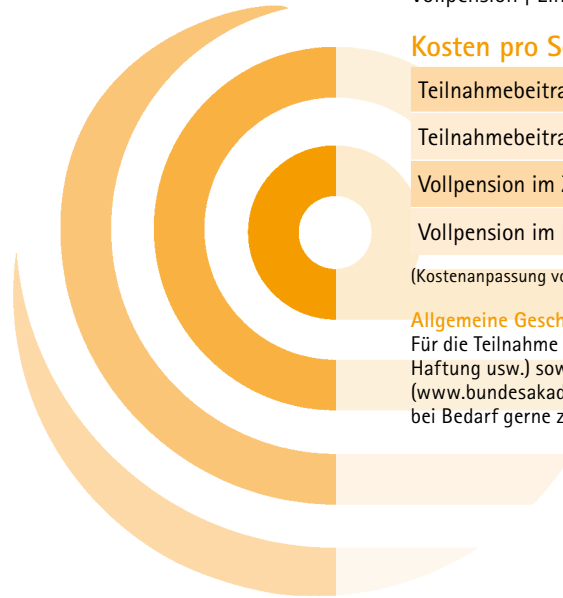 Vollpension |
Kosten pro
Teilnahmebeitra
Teilnahmebeitra
Vollpension im
Vollpension im
(Kostenanpassung vo
Allgemeine Gesch
Für die Teilnahme
Haftung usw.) sow
(www.bundesakad
bei Bedarf gerne z